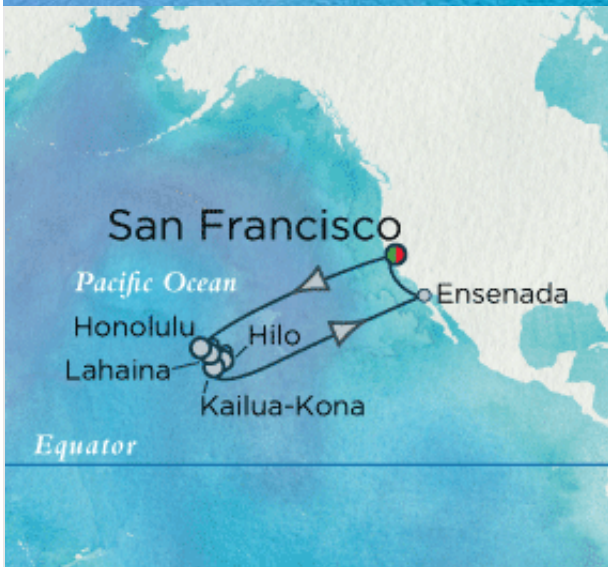 San Francisco
Pacific Ocean
Ensenada
Honolulu
Hilo
Lahaina
Kailua-Kona
Equator